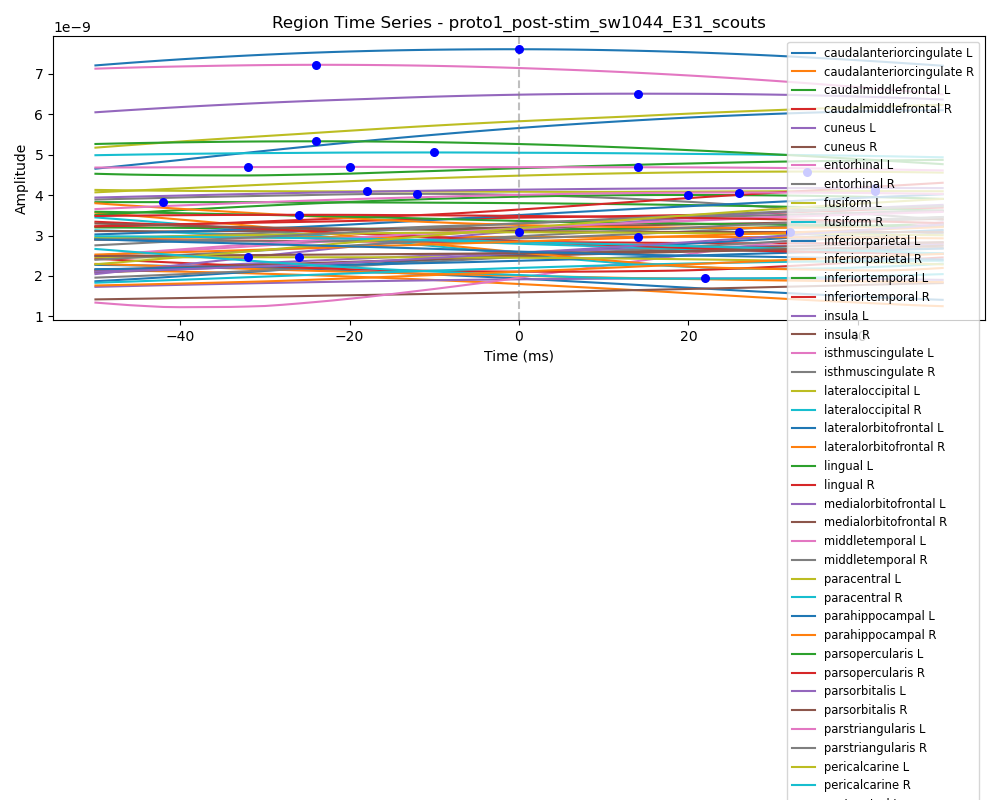 Region Time Series - proto1_post-stim_sw1044_E31_scouts
1e−9
7
6
5
4
3
2
1
Amplitude
−40
−20
0
20
Time (ms)
caudalanteriorcingulate L
caudalanteriorcingulate R
caudalmiddlefrontal L
caudalmiddlefrontal R
cuneus L
cuneus R
entorhinal L
entorhinal R
fusiform L
fusiform R
inferiorparietal L
inferiorparietal R
inferiortemporal L
inferiortemporal R
insula L
insula R
isthmuscingulate L
isthmuscingulate R
lateraloccipital L
lateraloccipital R
lateralorbitofrontal L
lateralorbitofrontal R
lingual L
lingual R
medialorbitofrontal L
medialorbitofrontal R
middletemporal L
middletemporal R
paracentral L
paracentral R
parahippocampal L
parahippocampal R
parsopercularis L
parsopercularis R
parsorbitalis L
parsorbitalis R
parstriangularis L
parstriangularis R
pericalcarine L
pericalcarine R